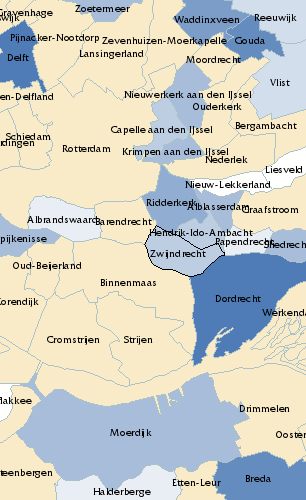 Gravenhage
Zoetermeer
wijk
Waddinxveen
Reeuwijk
Pijnacker-Nootdorp
Zevenhuizen-Moerkapelle
Gouda
Delft
Lansingerland
Moordrecht
Vlist
en-Delfland
Nieuwerkerk aan den IJssel
Ouderkerk
Schiedam
Capelle aan den IJssel
Bergambacht
rdingen
Rotterdam
Krimpen aan den IJssel
Nederlek
Liesveld
Nieuw-Lekkerland
Ridderkerk
Alblasserdam
Graafstroom
Albrandswaard
Barendrecht
Hendrik-Ido-Ambacht
pijkenisse
Papendrecht
Sliedrecht
Zwijndrecht
Oud-Beijerland
Binnenmaas
Dordrecht
Korendijk
Werkenda
Cromstrijen
Strijen
lakkee
Drimmelen
Moerdijk
Ooster
teenbergen
Halderberge
Etten-Leur
Breda